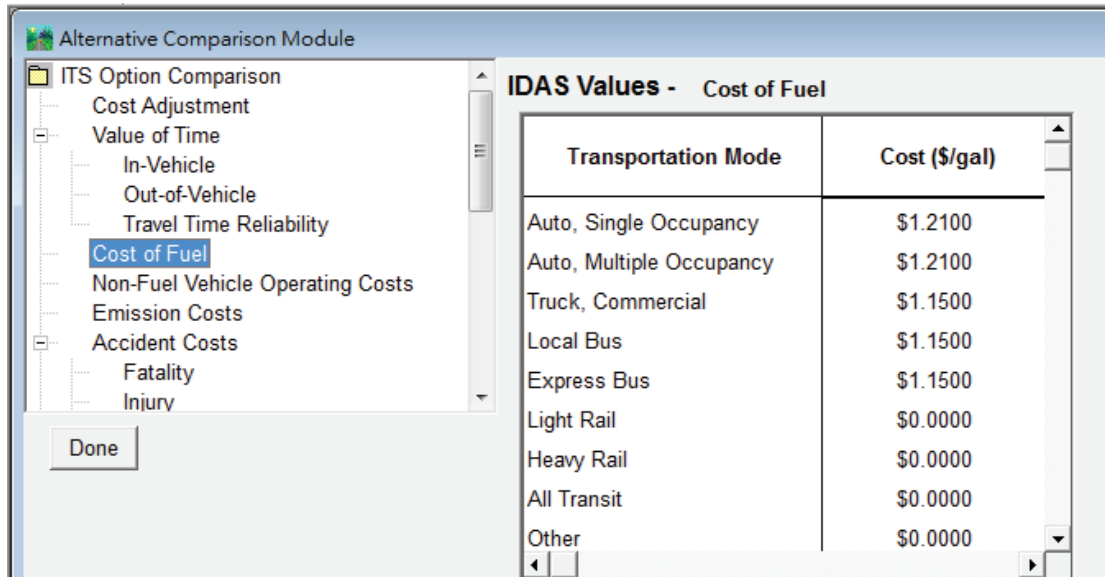 Alternative Comparison Module
ITS Option Comparison
Cost Adjustment
Value of Time
In-Vehicle
Out-of-Vehicle
Travel Time Reliability
Cost of Fuel
Non-Fuel Vehicle Operating Costs
Emission Costs
Accident Costs
Fatality
Injury
Done
IDAS Values - Cost of Fuel
Transportation Mode Cost ($/gal)
Auto, Single Occupancy $1.2100
Auto, Multiple Occupancy $1.2100
Truck, Commercial $1.1500
Local Bus $1.1500
Express Bus $1.1500
Light Rail $0.0000
Heavy Rail $0.0000
All Transit $0.0000
Other $0.0000